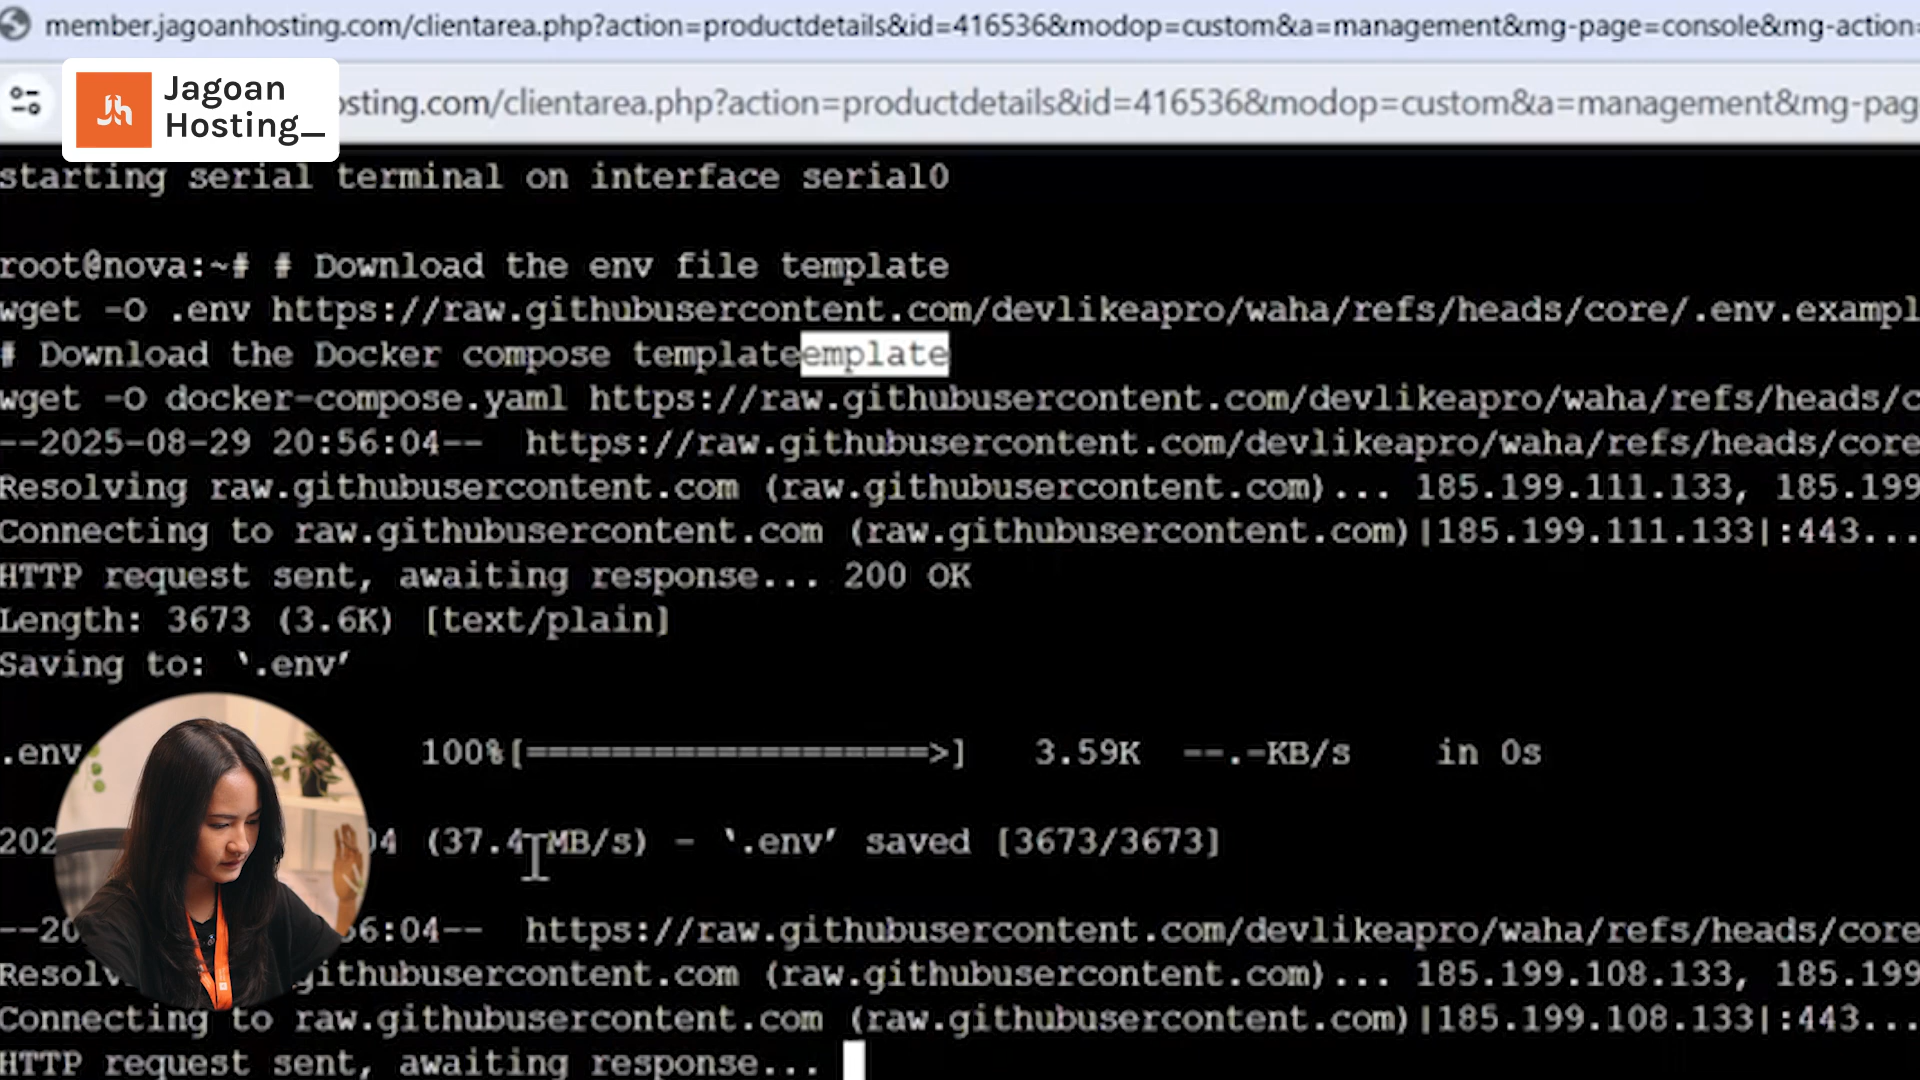 member.jagoanhosting.com/clientarea.php?action=productdetails&id=416536&modop=custom&a=management&mg-page=console&mg-action=
Jagoan
Hosting_
osting.com/clientarea.php?action=productdetails&id=416536&modop=custom&a=management&mg-pag
starting serial terminal on interface serial0
root@nova:~# # Download the env file template
wget -O .env https://raw.githubusercontent.com/devlikeapro/waha/refs/heads/core/.env.exampl
# Download the Docker compose templateemplate
wget -O docker-compose.yaml https://raw.githubusercontent.com/devlikeapro/waha/refs/heads/c
--2025-08-29 20:56:04-- https://raw.githubusercontent.com/devlikeapro/waha/refs/heads/core
Resolving raw.githubusercontent.com (raw.githubusercontent.com)... 185.199.111.133, 185.199
Connecting to raw.githubusercontent.com (raw.githubusercontent.com)|185.199.111.133|:443...
HTTP request sent, awaiting response... 200 OK
Length: 3673 (3.6K) [text/plain]
Saving to: ‘.env’
.env 100%[===================>] 3.59K --.-KB/s in 0s
202 04 (37.4 MB/s) - ‘.env’ saved [3673/3673]
--20 56:04-- https://raw.githubusercontent.com/devlikeapro/waha/refs/heads/core
Resolv githubusercontent.com (raw.githubusercontent.com)... 185.199.108.133, 185.199
Connecting to raw.githubusercontent.com (raw.githubusercontent.com)|185.199.108.133|:443...
HTTP request sent, awaiting response...